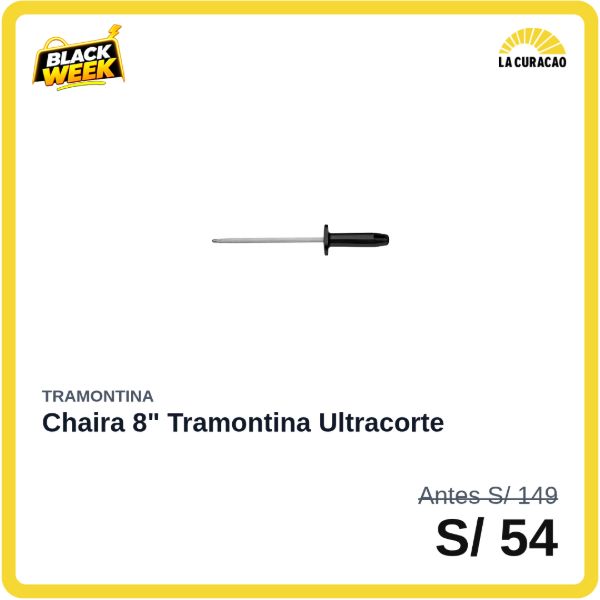 BLACK
WEEK
LA CURACAO
TRAMONTINA
Chaira 8" Tramontina Ultracorte
Antes S/ 149
S/ 54